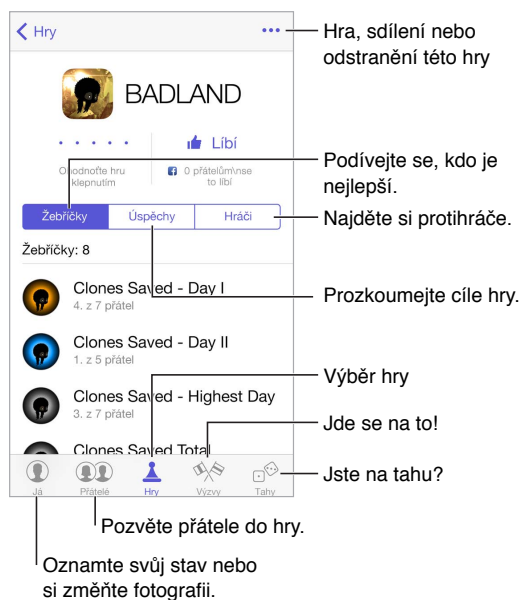 Hry
•••
Hra, sdílení nebo
odstranění této hry
BADLAND
• • • • •
Líbí
Ohodnoťte hru
klepnutím
0 přátelům\nse
to líbí
Podívejte se, kdo je
nejlepší.
Žebříčky
Úspěchy
Hráči
Najděte si protihráče.
Žebříčky: 8
Clones Saved - Day I
4. z 7 přátel
Prozkoumejte cíle hry.
Clones Saved - Day II
1. z 5 přátel
Výběr hry
Clones Saved - Highest Day
3. z 7 přátel
Jde se na to!
Clones Saved Total
Jste na tahu?
Já
Přátelé
Hry
Výzvy
Tahy
Pozvěte přátele do hry.
Oznamte svůj stav nebo
si změňte fotografii.